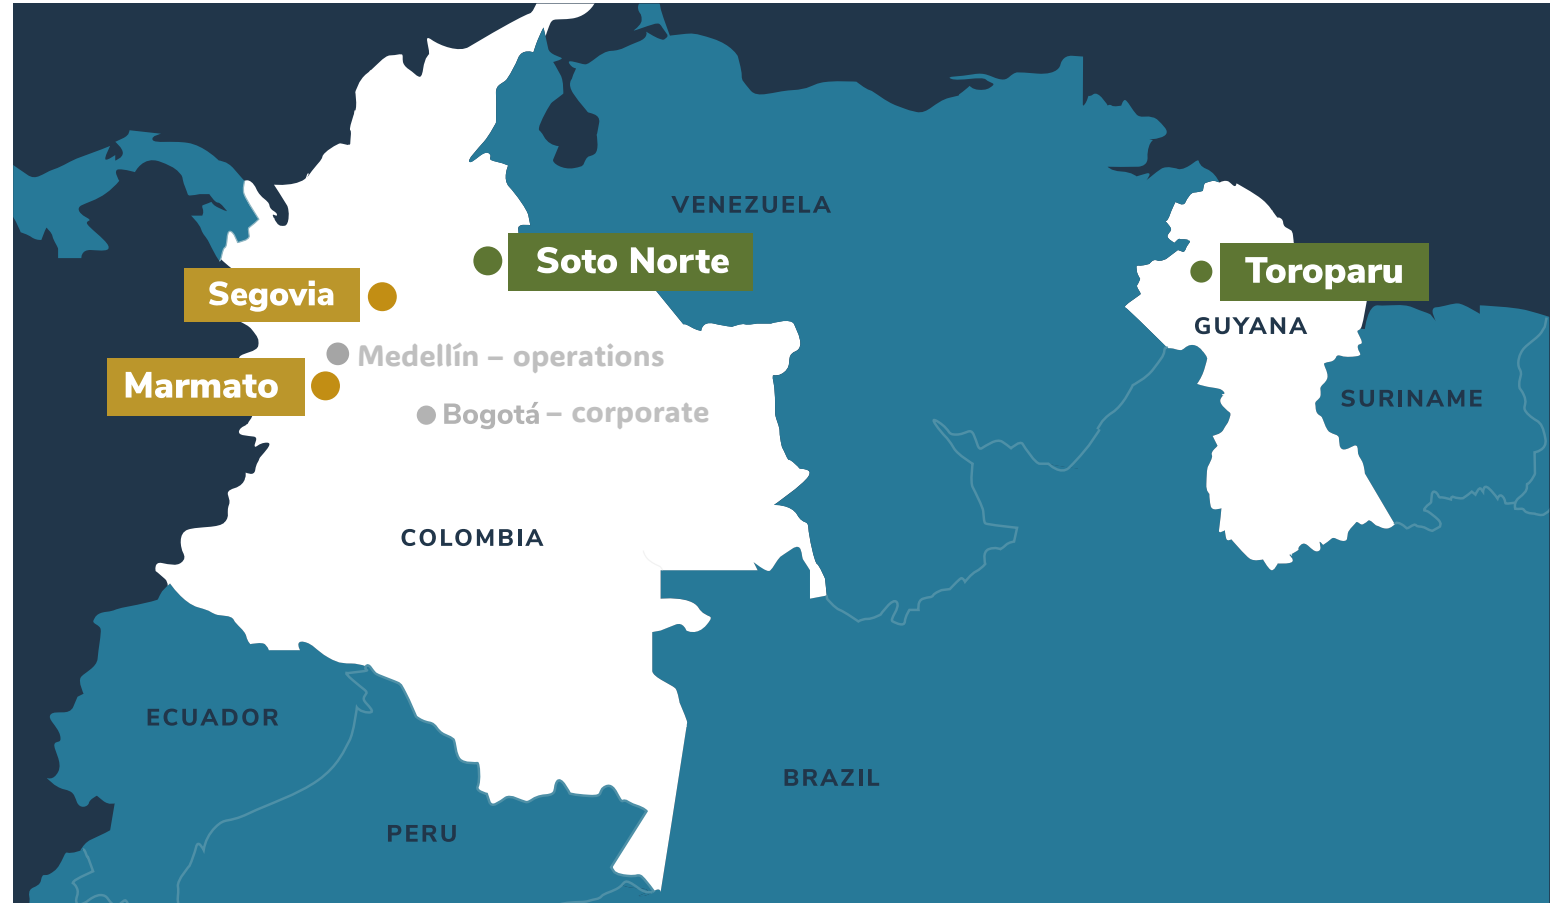 VENEZUELA
Soto Norte
Toroparu
Segovia
GUYANA
Medellín – operations
Marmato
SURINAME
Bogotá – corporate
COLOMBIA
ECUADOR
BRAZIL
PERU